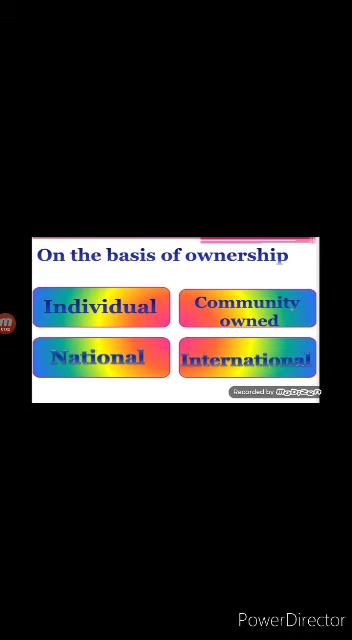 On the basis of ownership
Individual
Community
owned
National
International
Recorded by
PowerDirector